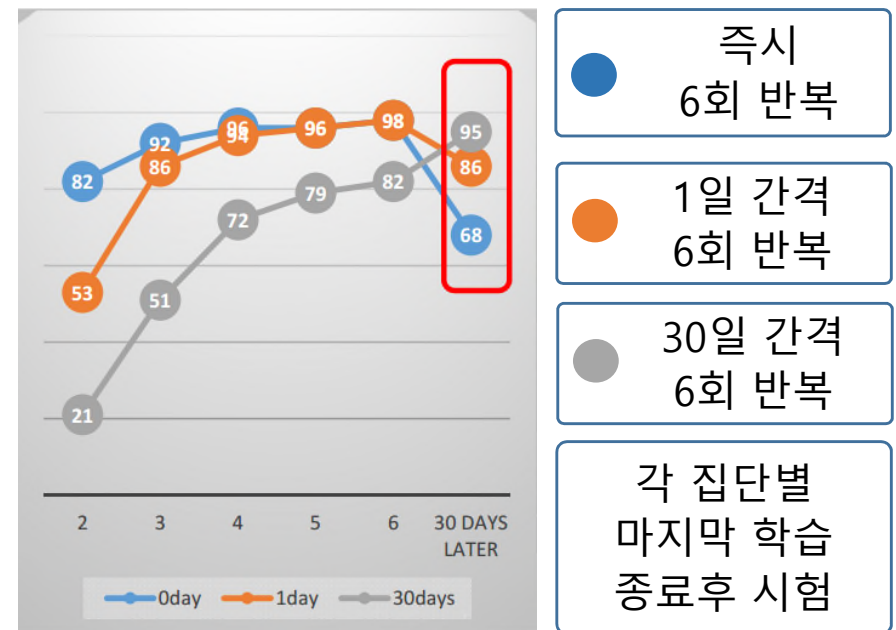 82
92
96
96
98
53
86
94
86
21
51
72
79
82
95
68
2
3
4
5
6
30 DAYS
LATER
0day
1day
30days
즉시
6회 반복
1일 간격
6회 반복
30일 간격
6회 반복
각 집단별
마지막 학습
종료후 시험